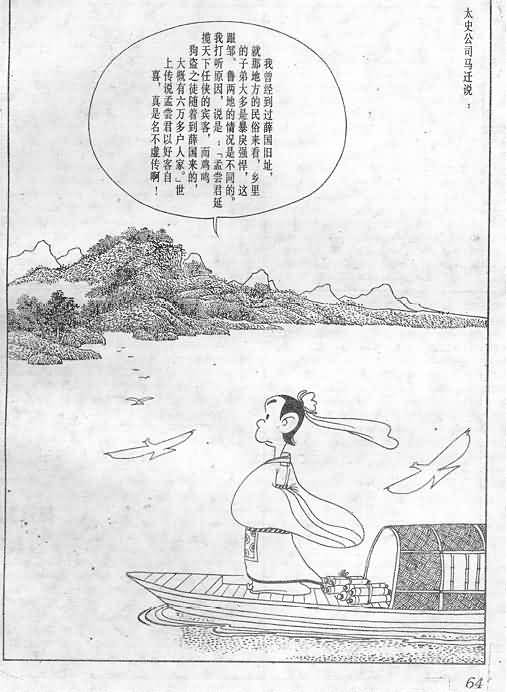 太史公司马迁说：
我曾经到过薛国旧址，
就那地方的民俗来看，乡里
的子弟大多是暴戾强悍，这
跟邹、鲁两地的情况是不同的。
我打听原因，说是：「孟尝君延
揽天下任侠的宾客，而鸡鸣
狗盗之徒随着到薛国来的，
大概有六万多户人家。」世
上传说孟尝君以好客自
喜，真是名不虚传啊！
64